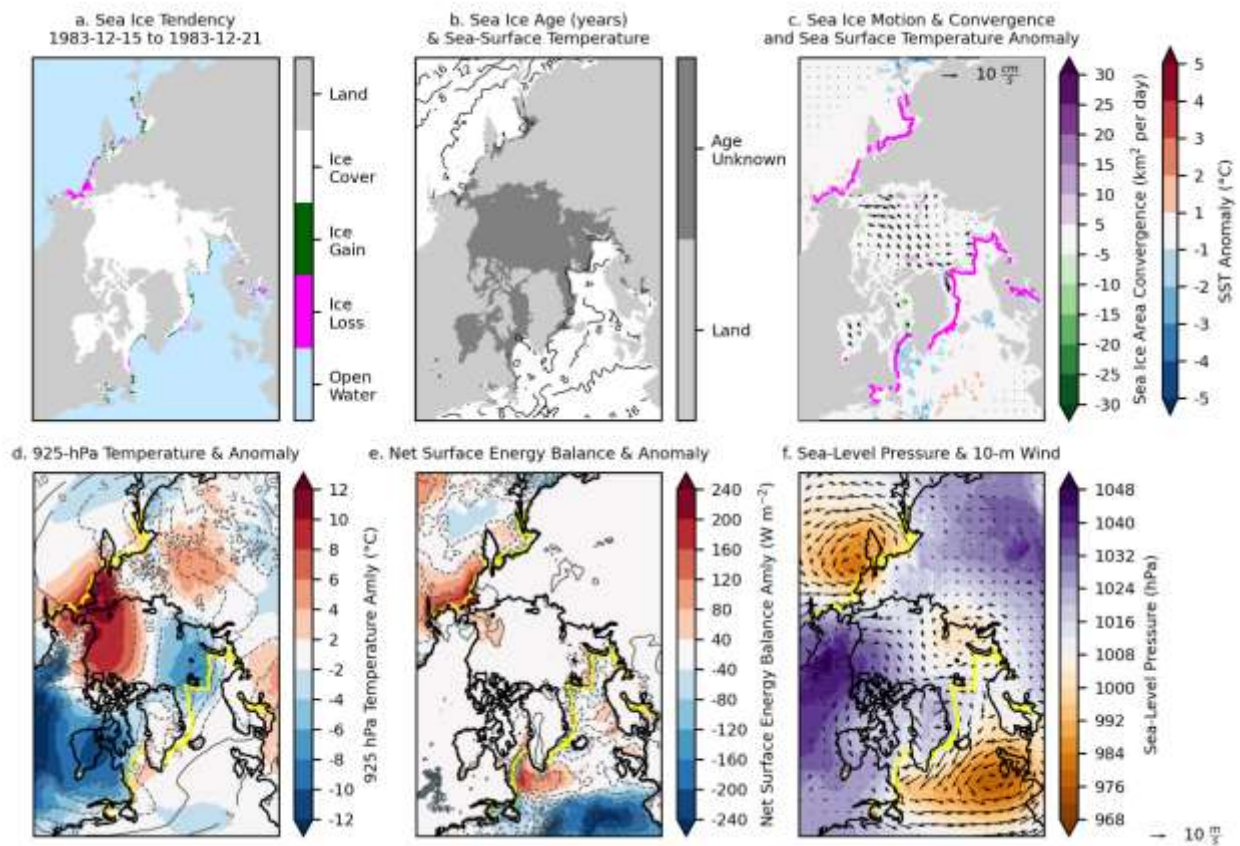 a. Sea Ice Tendency
1983-12-15 to 1983-12-21
Land
Ice
Cover
Ice
Gain
Ice
Loss
Open
Water
b. Sea Ice Age (years)
& Sea-Surface Temperature
Age
Unknown
Land
c. Sea Ice Motion & Convergence
and Sea Surface Temperature Anomaly
10 cm/s
30
25
20
15
10
5
-5
-10
-15
-20
-25
-30
Sea Ice Area Convergence (km² per day)
5
4
3
2
1
-1
-2
-3
-4
-5
SST Anomaly (°C)
d. 925-hPa Temperature & Anomaly
12
10
8
6
4
2
-2
-4
-6
-8
-10
-12
925 hPa Temperature Amly (°C)
e. Net Surface Energy Balance & Anomaly
240
200
160
120
80
40
-40
-80
-120
-160
-200
-240
Net Surface Energy Balance Amly (W m⁻²)
f. Sea-Level Pressure & 10-m Wind
1048
1040
1032
1024
1016
1008
1000
992
984
976
968
Sea-Level Pressure (hPa)
10 m/s